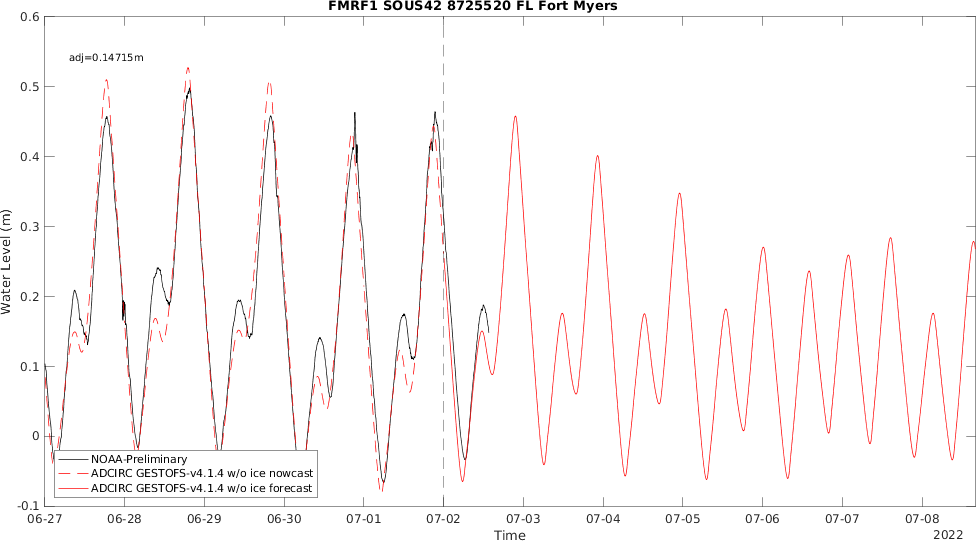 FMRF1 SOUS42 8725520 FL Fort Myers
adj=0.14715m
Water Level (m)
0.6
0.5
0.4
0.3
0.2
0.1
0
-0.1
NOAA-Preliminary
ADCIRC GESTOFS-v4.1.4 w/o ice nowcast
ADCIRC GESTOFS-v4.1.4 w/o ice forecast
06-27 06-28 06-29 06-30 07-01 07-02 07-03 07-04 07-05 07-06 07-07 07-08
Time
2022